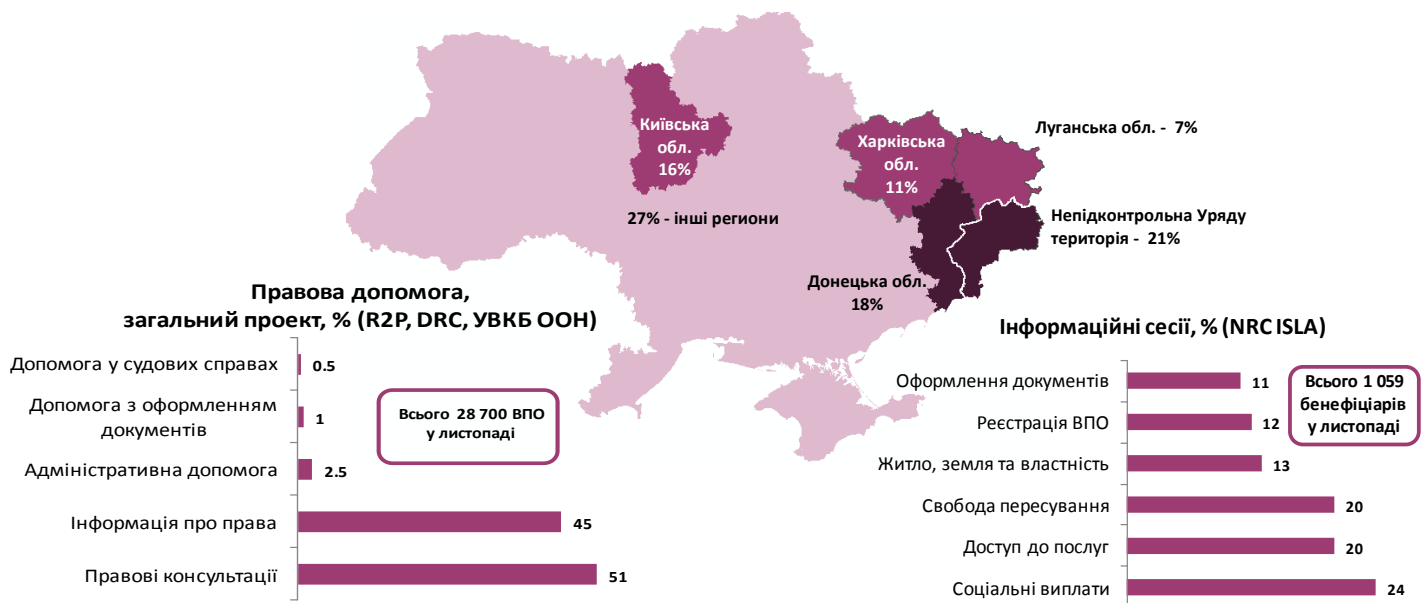 Київська
обл.
16%
Харківська
обл.
11%
Луганська обл. - 7%
27% - інші региони
Непідконтрольна Уряду
територія - 21%
Донецька обл.
18%
Правова допомога,
загальний проект, % (R2P, DRC, УВКБ ООН)
Допомога у судових справах
0.5
Допомога з оформленням
документів
1
Адміністративна допомога
2.5
Інформація про права
45
Правові консультації
51
Всього 28 700 ВПО
у листопаді
Інформаційні сесії, % (NRC ISLA)
Оформлення документів
11
Реєстрація ВПО
12
Житло, земля та властність
13
Свобода пересування
20
Доступ до послуг
20
Соціальні виплати
24
Всього 1 059
бенефіціарів
у листопаді